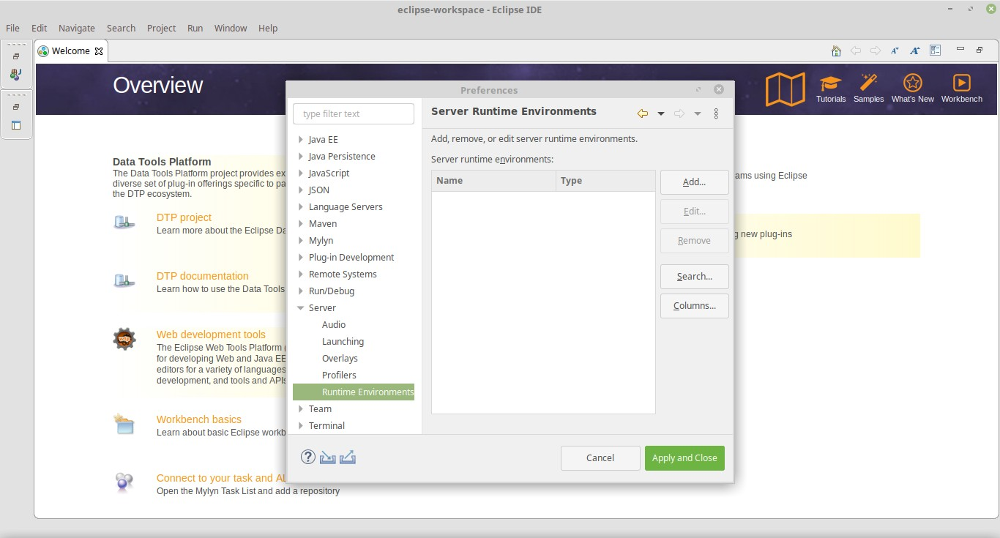 eclipse-workspace - Eclipse IDE
File Edit Navigate Search Project Run Window Help
Welcome
Overview
Tutorials Samples What's New Workbench
Data Tools Platform
The Data Tools Platform project provides ex
diverse set of plug-in offerings specific to pa
the DTP ecosystem.
DTP project
Learn more about the Eclipse Da
DTP documentation
Learn how to use the Data Tools
Web development tools
The Eclipse Web Tools Platform (
for developing Web and Java EE
editors for a variety of languages
development, and tools and APIs
Workbench basics
Learn about basic Eclipse workb
Connect to your task and AL
Open the Mylyn Task List and add a repository
ams using Eclipse
g new plug-ins
Preferences
type filter text
Java EE
Java Persistence
JavaScript
JSON
Language Servers
Maven
Mylyn
Plug-in Development
Remote Systems
Run/Debug
Server
Audio
Launching
Overlays
Profilers
Runtime Environments
Team
Terminal
Server Runtime Environments
Add, remove, or edit server runtime environments.
Server runtime environments:
Name Type
Add...
Edit...
Remove
Search...
Columns...
Cancel Apply and Close